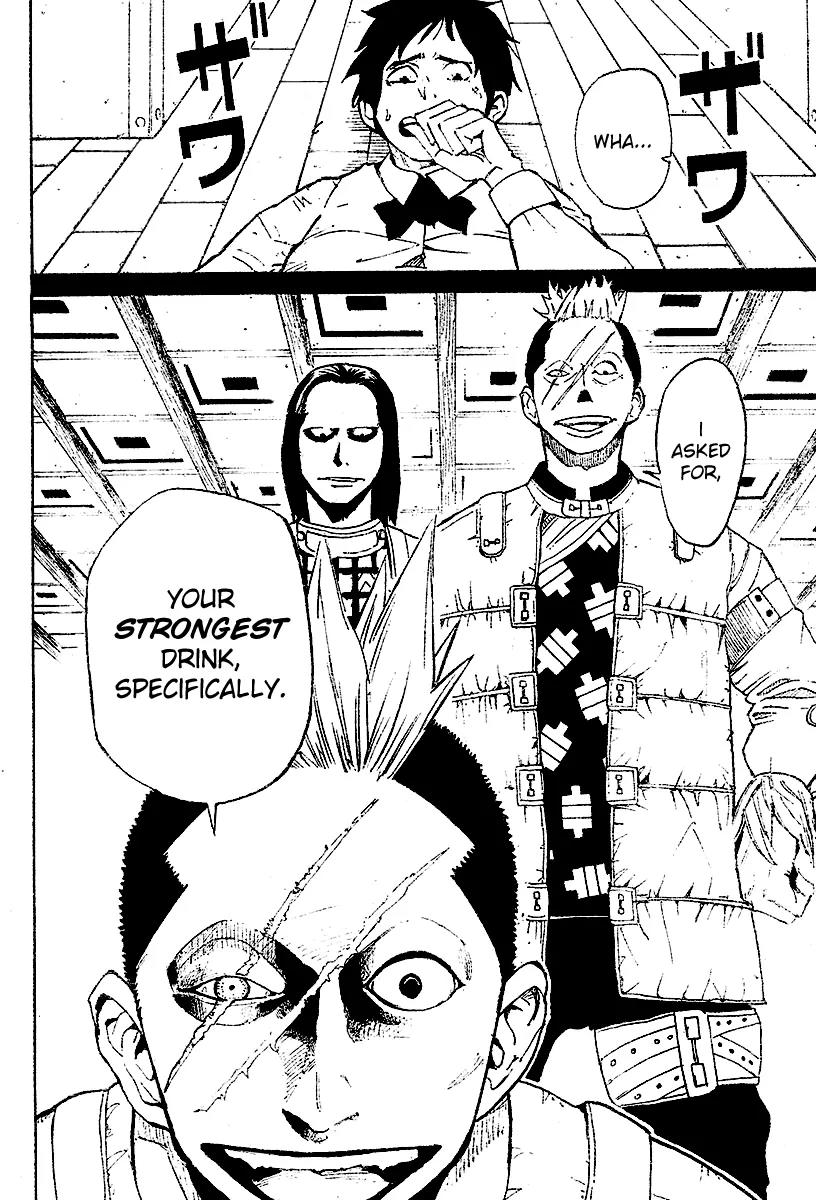 ザワ
WHA...
ザワ
I
ASKED
FOR,
YOUR
STRONGEST
DRINK,
SPECIFICALLY.